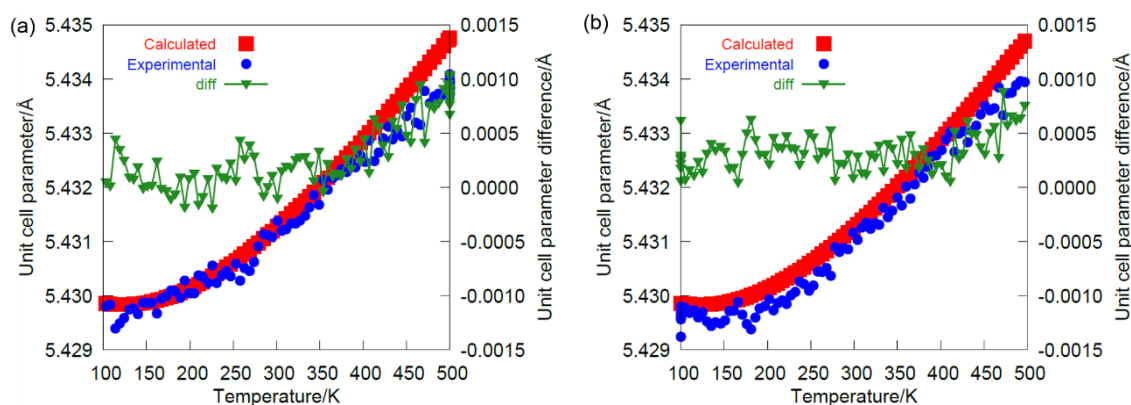 (a)
Unit cell parameter/Å
5.435
5.434
5.433
5.432
5.431
5.430
5.429
Calculated
Experimental
diff
0.0015
0.0010
0.0005
0.0000
-0.0005
-0.0010
-0.0015
Unit cell parameter difference/Å
100 150 200 250 300 350 400 450 500
Temperature/K
(b)
Unit cell parameter/Å
5.435
5.434
5.433
5.432
5.431
5.430
5.429
Calculated
Experimental
diff
0.0015
0.0010
0.0005
0.0000
-0.0005
-0.0010
-0.0015
Unit cell parameter difference/Å
100 150 200 250 300 350 400 450 500
Temperature/K